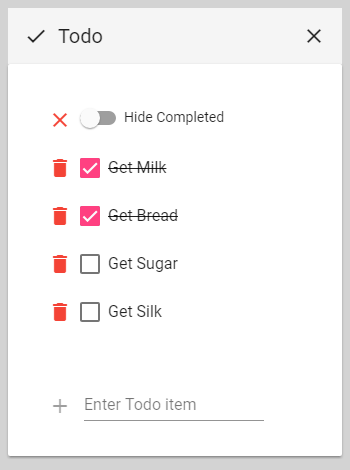 Todo
Hide Completed
Get Milk
Get Bread
Get Sugar
Get Silk
Enter Todo item